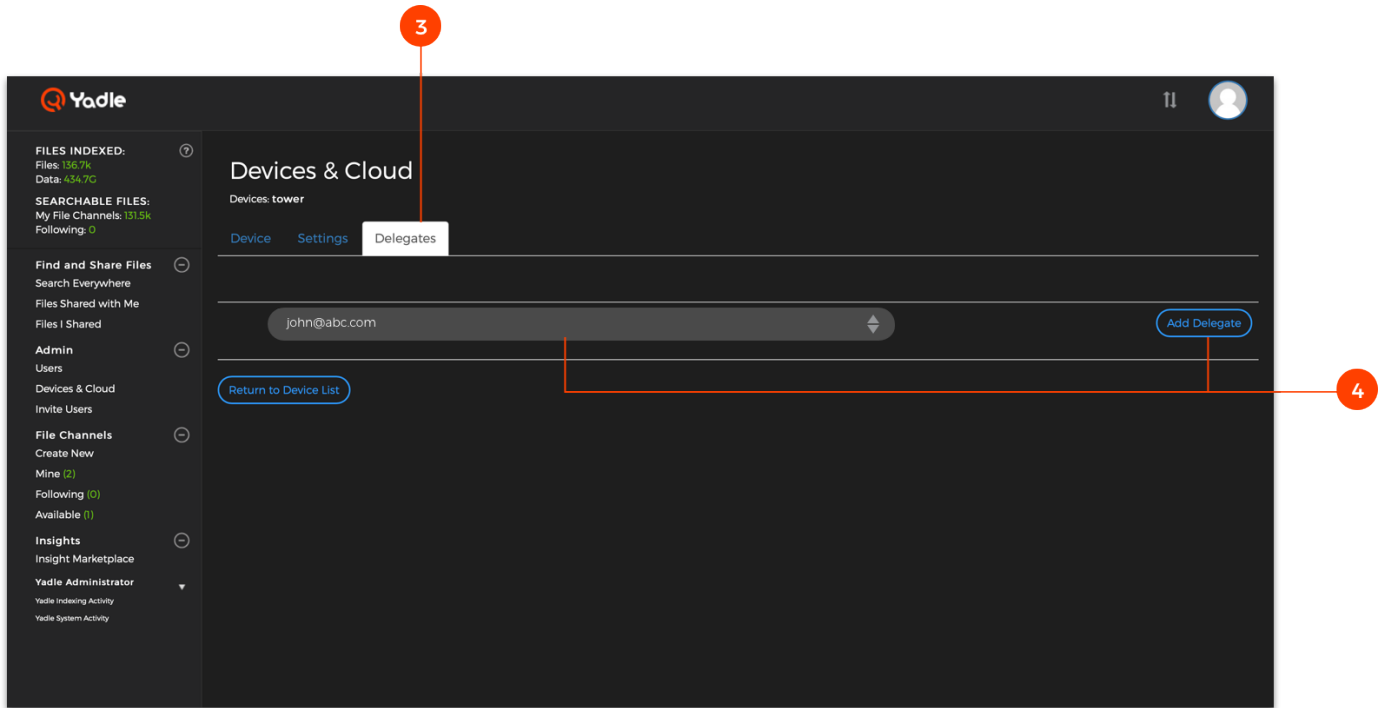 3
Yadle
FILES INDEXED:
Files: 136.7k
Data: 434.7G
SEARCHABLE FILES:
My File Channels: 131.5k
Following: 0
Find and Share Files
Search Everywhere
Files Shared with Me
Files I Shared
Admin
Users
Devices & Cloud
Invite Users
File Channels
Create New
Mine (2)
Following (0)
Available (1)
Insights
Insight Marketplace
Yadle Administrator
Yadle Indexing Activity
Yadle System Activity
Devices & Cloud
Devices: tower
Device Settings Delegates
john@abc.com Add Delegate
Return to Device List
4